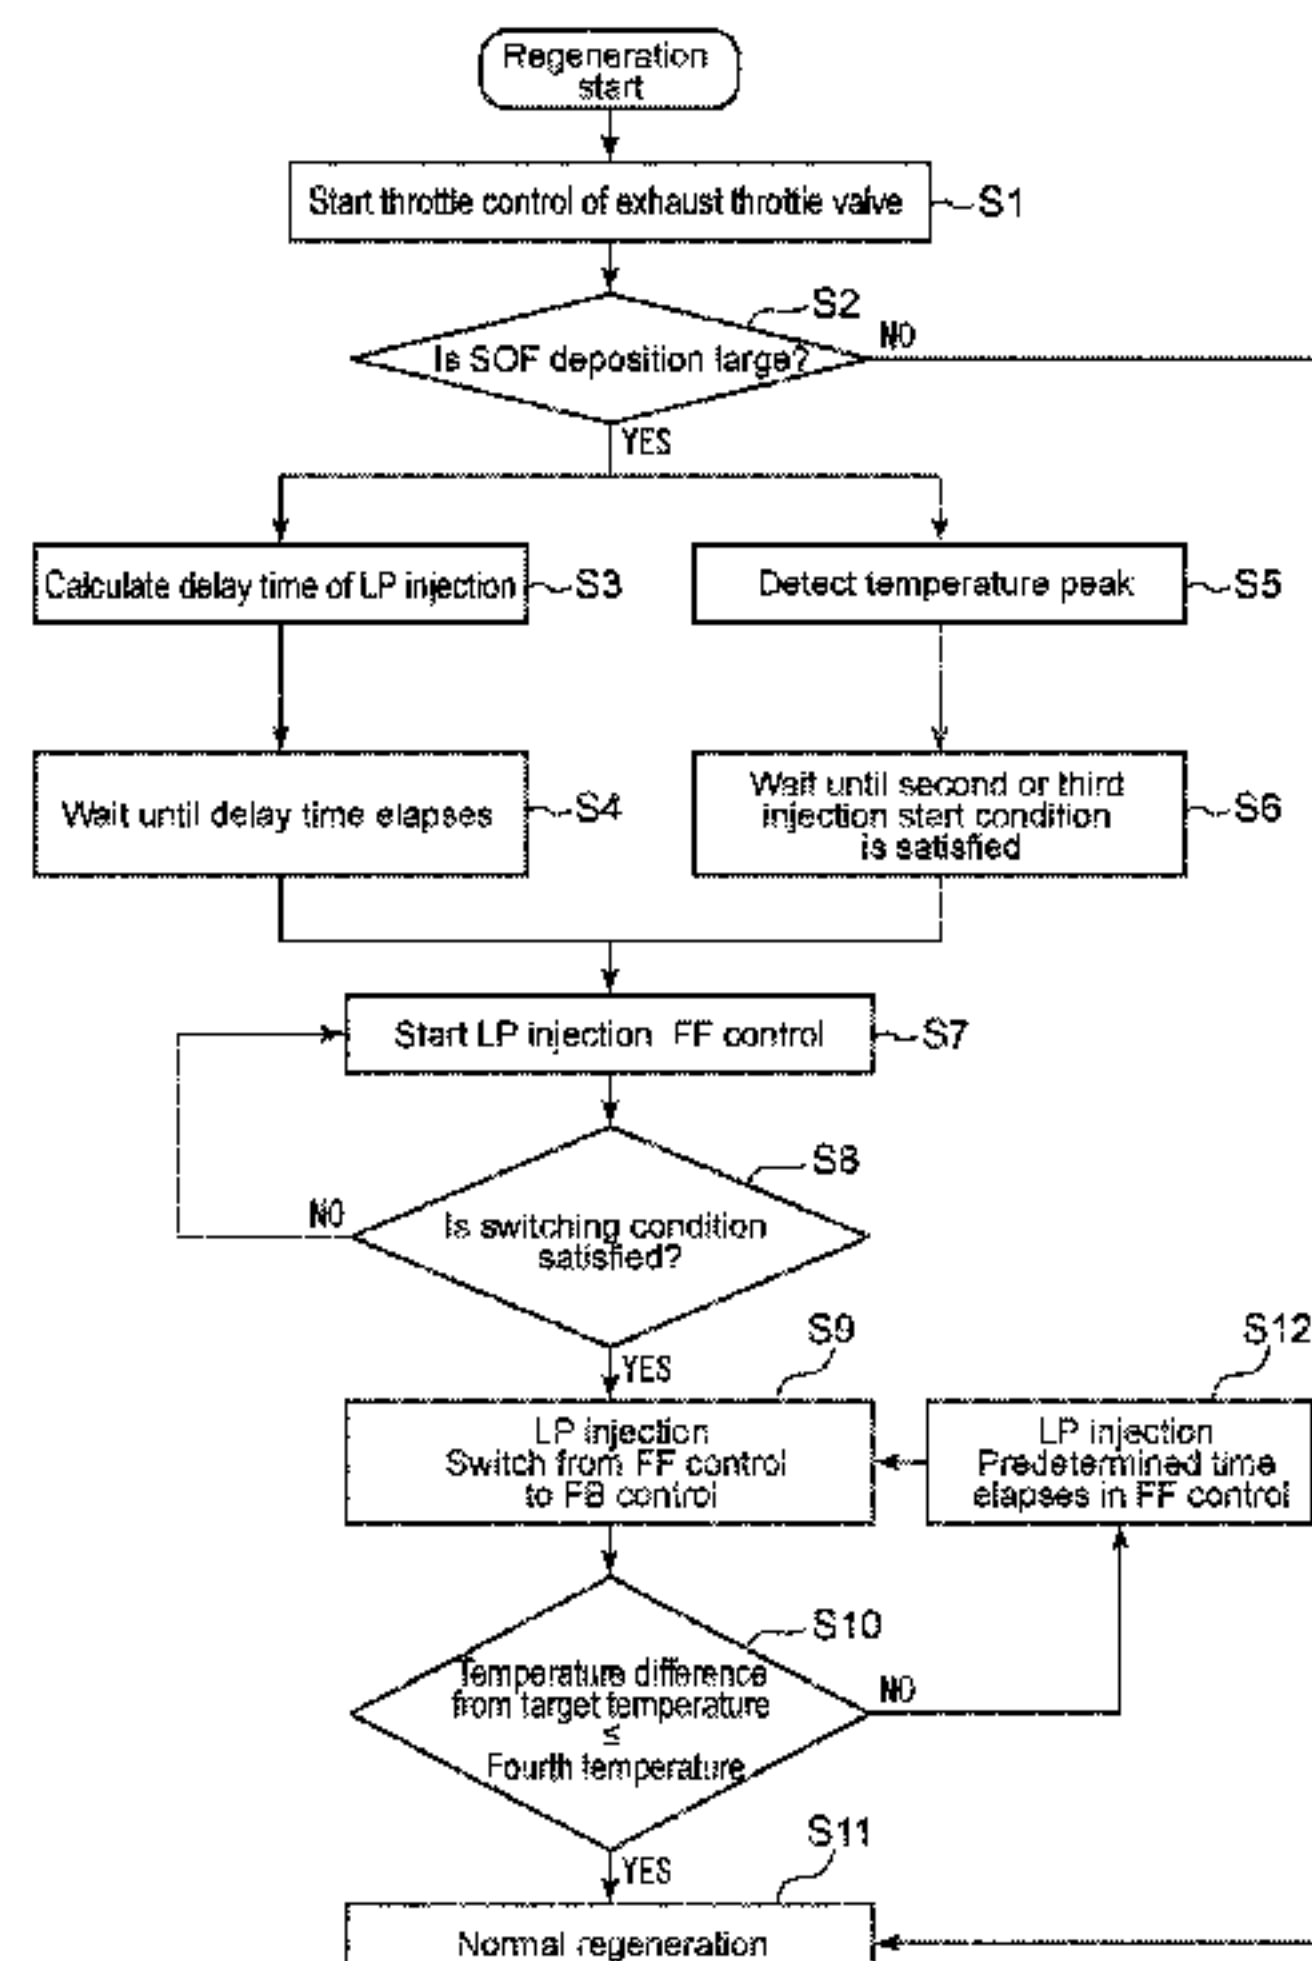 Regeneration
start
Start throttle control of exhaust throttle valve
S1
S2
Is SOF deposition large?
NO
YES
Calculate delay time of LP injection
S3
Detect temperature peak
S5
Wait until delay time elapses
S4
Wait until second or third
injection start condition
is satisfied
S6
Start LP injection FF control
S7
S8
Is switching condition
satisfied?
NO
YES
S9
LP injection
Switch from FF control
to FB control
S12
LP injection
Predetermined time
elapses in FF control
S10
Temperature difference
from target temperature
≤
Fourth temperature
NO
YES
S11
Normal regeneration